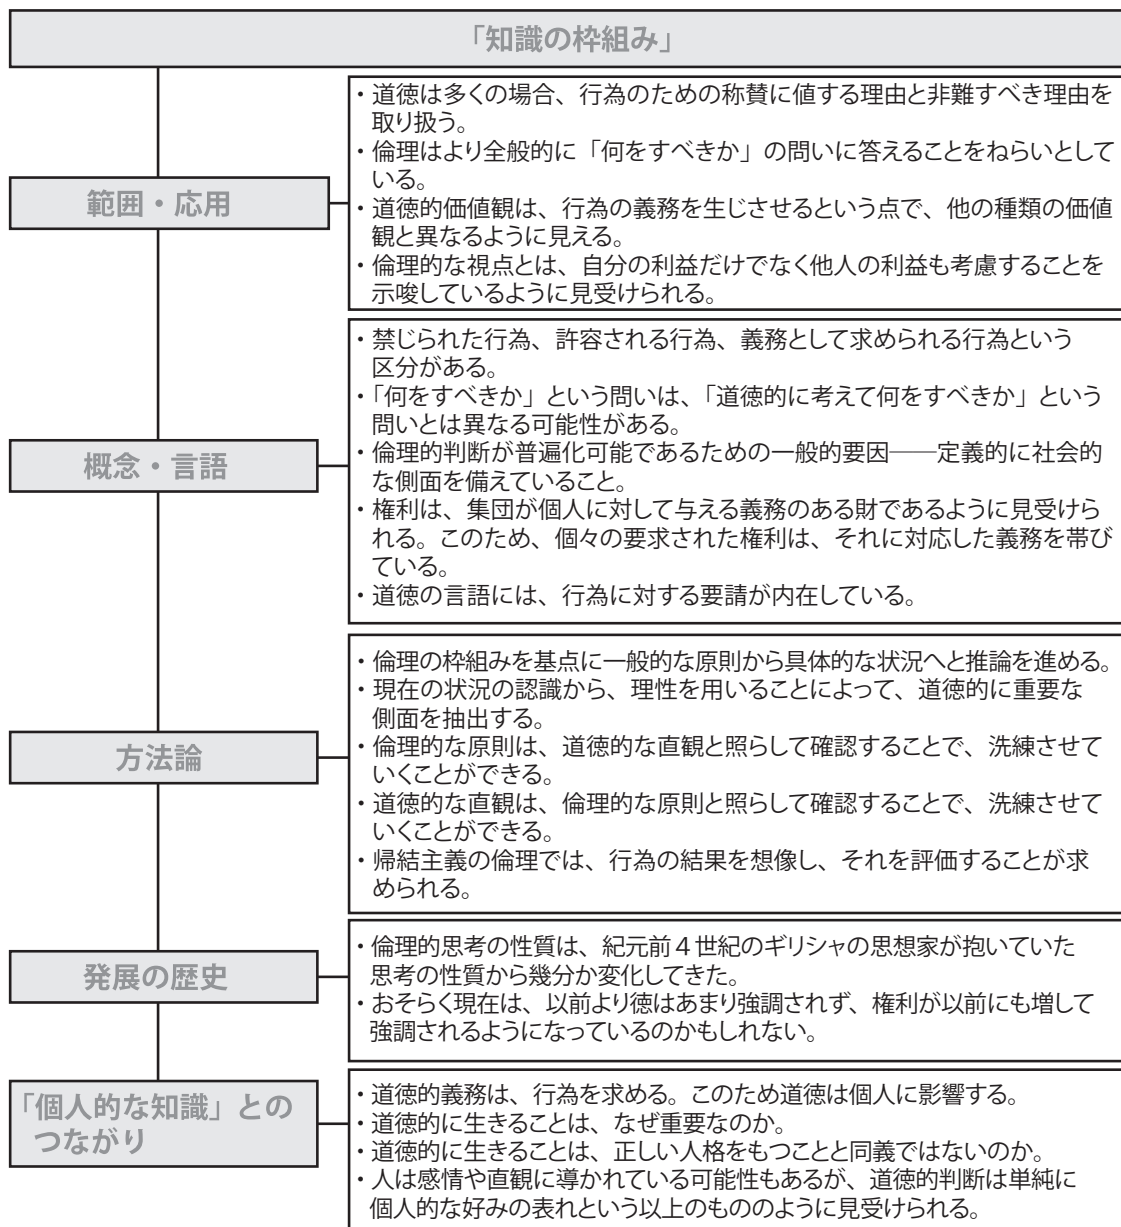 「知識の枠組み」
範囲・応用
・道徳は多くの場合、行為のための称賛に値する理由と非難すべき理由を
取り扱う。
・倫理はより全般的に「何をすべきか」の問いに答えることをねらいとして
いる。
・道徳的価値観は、行為の義務を生じさせるという点で、他の種類の価値
観と異なるように見える。
・倫理的な視点とは、自分の利益だけでなく他人の利益も考慮することを
示唆しているように見受けられる。
概念・言語
・禁じられた行為、許容される行為、義務として求められる行為という
区分がある。
・「何をすべきか」という問いは、「道徳的に考えて何をすべきか」という
問いとは異なる可能性がある。
・倫理的判断が普遍化可能であるための一般的要因――定義的に社会的
な側面を備えていること。
・権利は、集団が個人に対して与える義務のある財であるように見受けら
れる。このため、個々の要求された権利は、それに対応した義務を帯び
ている。
・道徳の言語には、行為に対する要請が内在している。
方法論
・倫理の枠組みを基点に一般的な原則から具体的な状況へと推論を進める。
・現在の状況の認識から、理性を用いることによって、道徳的に重要な
側面を抽出する。
・倫理的な原則は、道徳的な直観と照らして確認することで、洗練させて
いくことができる。
・道徳的な直観は、倫理的な原則と照らして確認することで、洗練させて
いくことができる。
・帰結主義の倫理では、行為の結果を想像し、それを評価することが求
められる。
発展の歴史
・倫理的思考の性質は、紀元前4世紀のギリシャの思想家が抱いていた
思考の性質から幾分か変化してきた。
・おそらく現在は、以前より徳はあまり強調されず、権利が以前にも増して
強調されるようになっているのかもしれない。
「個人的な知識」との
つながり
・道徳的義務は、行為を求める。このため道徳は個人に影響する。
・道徳的に生きることは、なぜ重要なのか。
・道徳的に生きることは、正しい人格をもつことと同義ではないのか。
・人は感情や直観に導かれている可能性もあるが、道徳的判断は単純に
個人的な好みの表れという以上のもののように見受けられる。